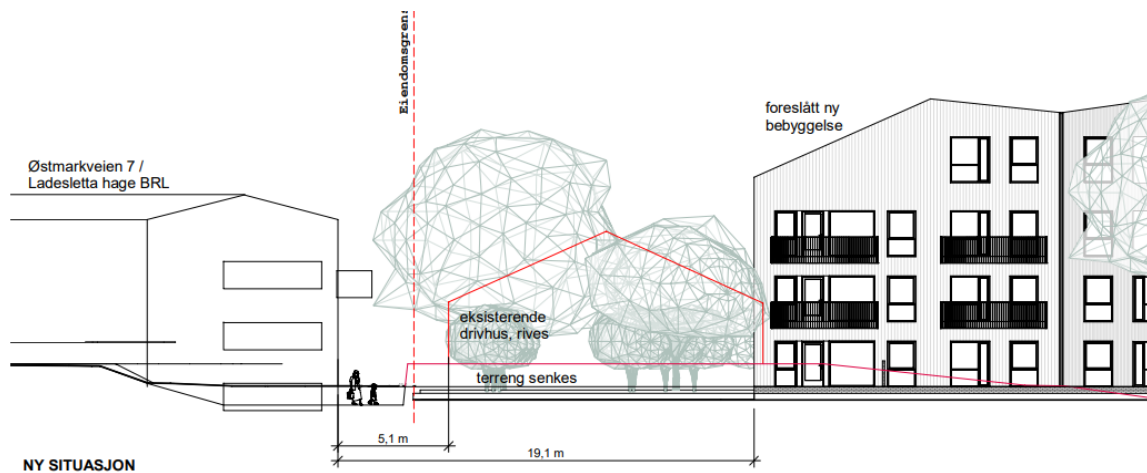 Eiendomsgrens
foreslått ny
bebyggelse
Østmarkveien 7 /
Ladesletta hage BRL
eksisterende
drivhus, rives
terreng senkes
5,1 m
19,1 m
NY SITUASJON